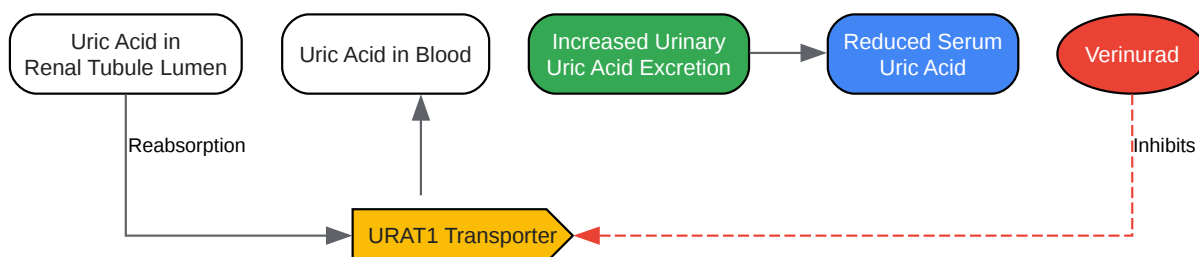 Uric Acid in
Renal Tubule Lumen
Uric Acid in Blood
Increased Urinary
Uric Acid Excretion
Reduced Serum
Uric Acid
Verinurad
Reabsorption
Inhibits
URAT1 Transporter